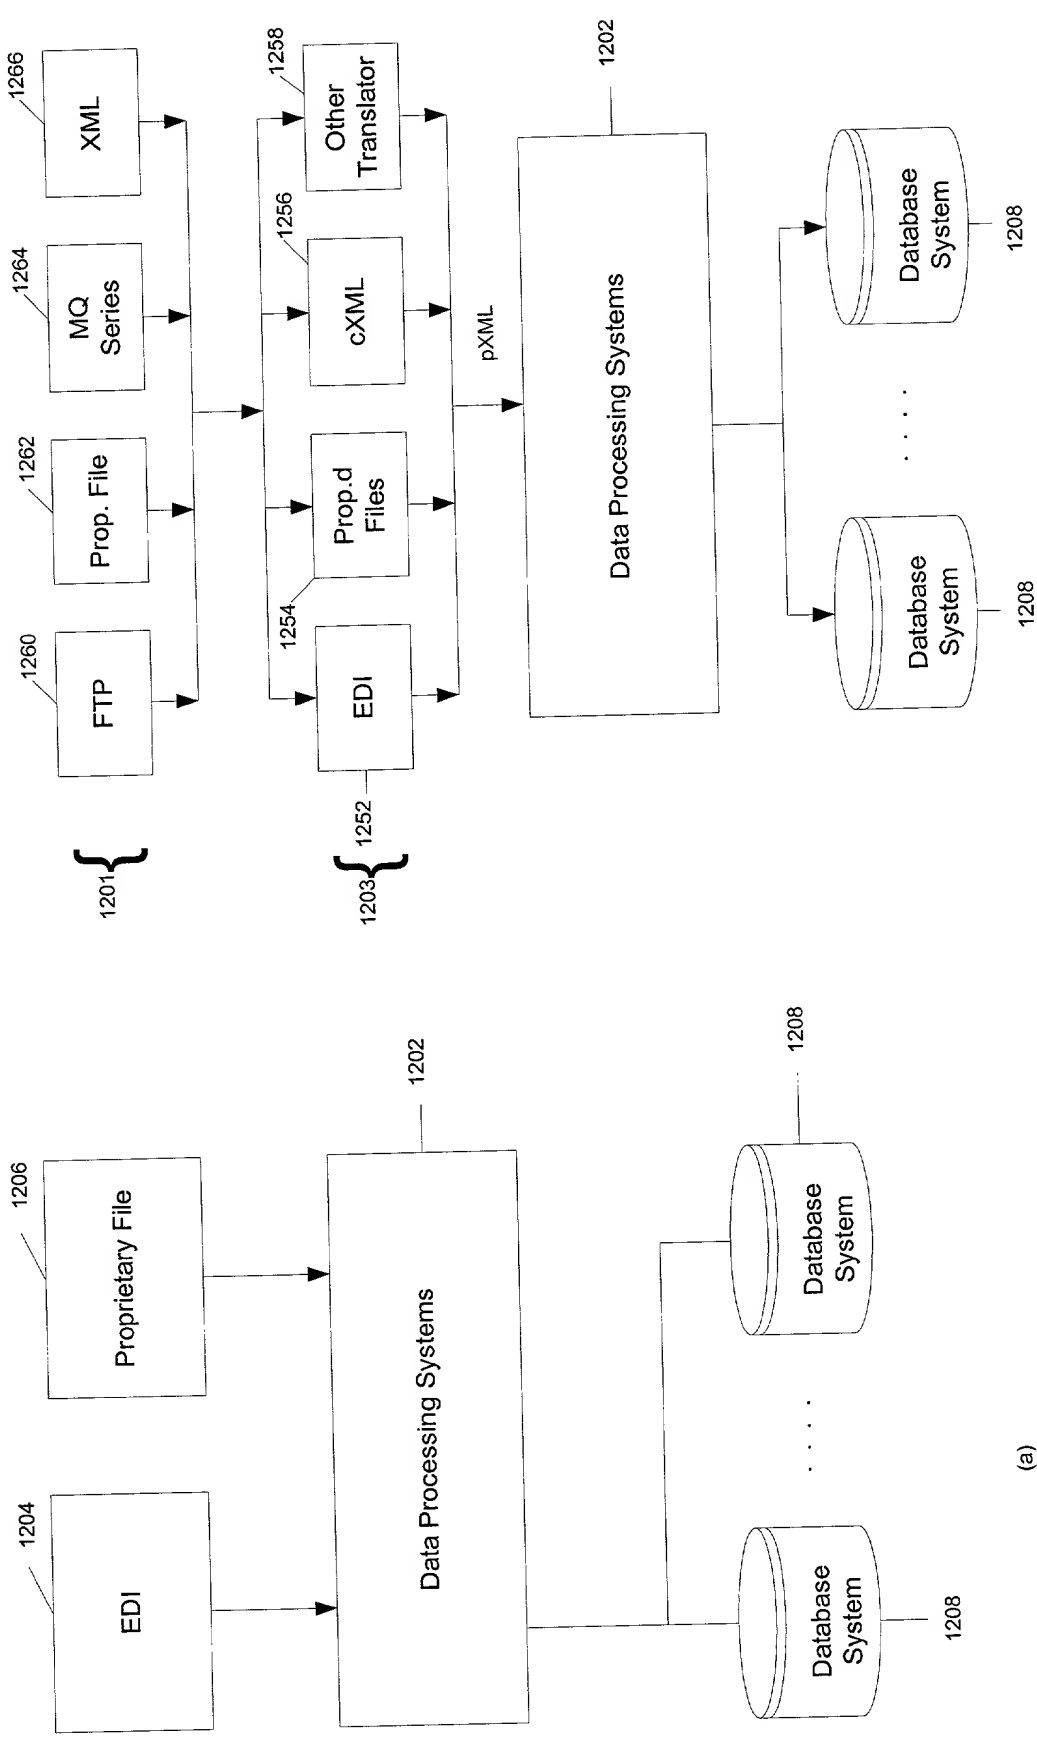 1204
EDI
1206
Proprietary File
Data Processing Systems
1202
Database
System
1208
. . . .
Database
System
1208
(a)
1201
FTP
1260
Prop. File
1262
MQ
Series
1264
XML
1266
1203
1252
EDI
1254
Prop.d
Files
1256
cXML
1258
Other
Translator
pXML
Data Processing Systems
1202
Database
System
1208
. . . .
Database
System
1208